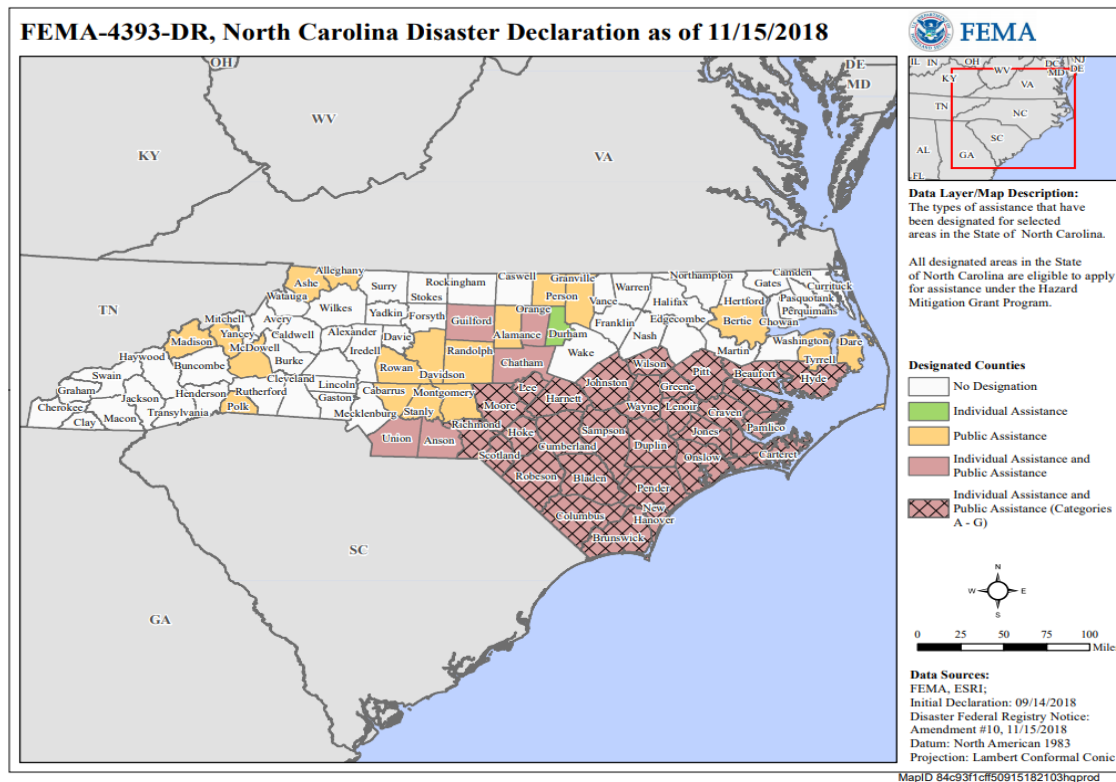 FEMA-4393-DR, North Carolina Disaster Declaration as of 11/15/2018
FEMA
OH
WV
KY
VA
DE
MD
TN
SC
GA
Alleghany
Ashe
Surry
Stokes
Rockingham
Caswell
Person
Granville
Vance
Warren
Northampton
Halifax
Hertford
Gates
Camden
Currituck
Pasquotank
Perquimans
Chowan
Bertie
Watauga
Wilkes
Yadkin
Forsyth
Guilford
Alamance
Orange
Durham
Franklin
Nash
Edgecombe
Martin
Washington
Tyrrell
Dare
Mitchell
Avery
Caldwell
Alexander
Davie
Iredell
Madison
Yancey
McDowell
Burke
Rowan
Davidson
Randolph
Chatham
Wake
Wilson
Pitt
Beaufort
Hyde
Haywood
Buncombe
Swain
Graham
Cherokee
Clay
Macon
Jackson
Transylvania
Henderson
Polk
Rutherford
Cleveland
Lincoln
Gaston
Mecklenburg
Cabarrus
Stanly
Montgomery
Moore
Lee
Harnett
Johnston
Wayne
Greene
Lenoir
Craven
Pamlico
Union
Anson
Richmond
Scotland
Hoke
Cumberland
Sampson
Duplin
Jones
Onslow
Carteret
Robeson
Bladen
Pender
New
Hanover
Columbus
Brunswick
IL
IN
OH
KY
WV
VA
DC
MD
NJ
DE
TN
NC
SC
AL
GA
FL
Data Layer/Map Description:
The types of assistance that have
been designated for selected
areas in the State of North Carolina.
All designated areas in the State
of North Carolina are eligible to apply
for assistance under the Hazard
Mitigation Grant Program.
Designated Counties
No Designation
Individual Assistance
Public Assistance
Individual Assistance and
Public Assistance
Individual Assistance and
Public Assistance (Categories
A - G)
N
W E
S
0 25 50 75 100
Miles
Data Sources:
FEMA, ESRI;
Initial Declaration: 09/14/2018
Disaster Federal Registry Notice:
Amendment #10, 11/15/2018
Datum: North American 1983
Projection: Lambert Conformal Conic
MapID 84c93f1cff50915182103hqprod